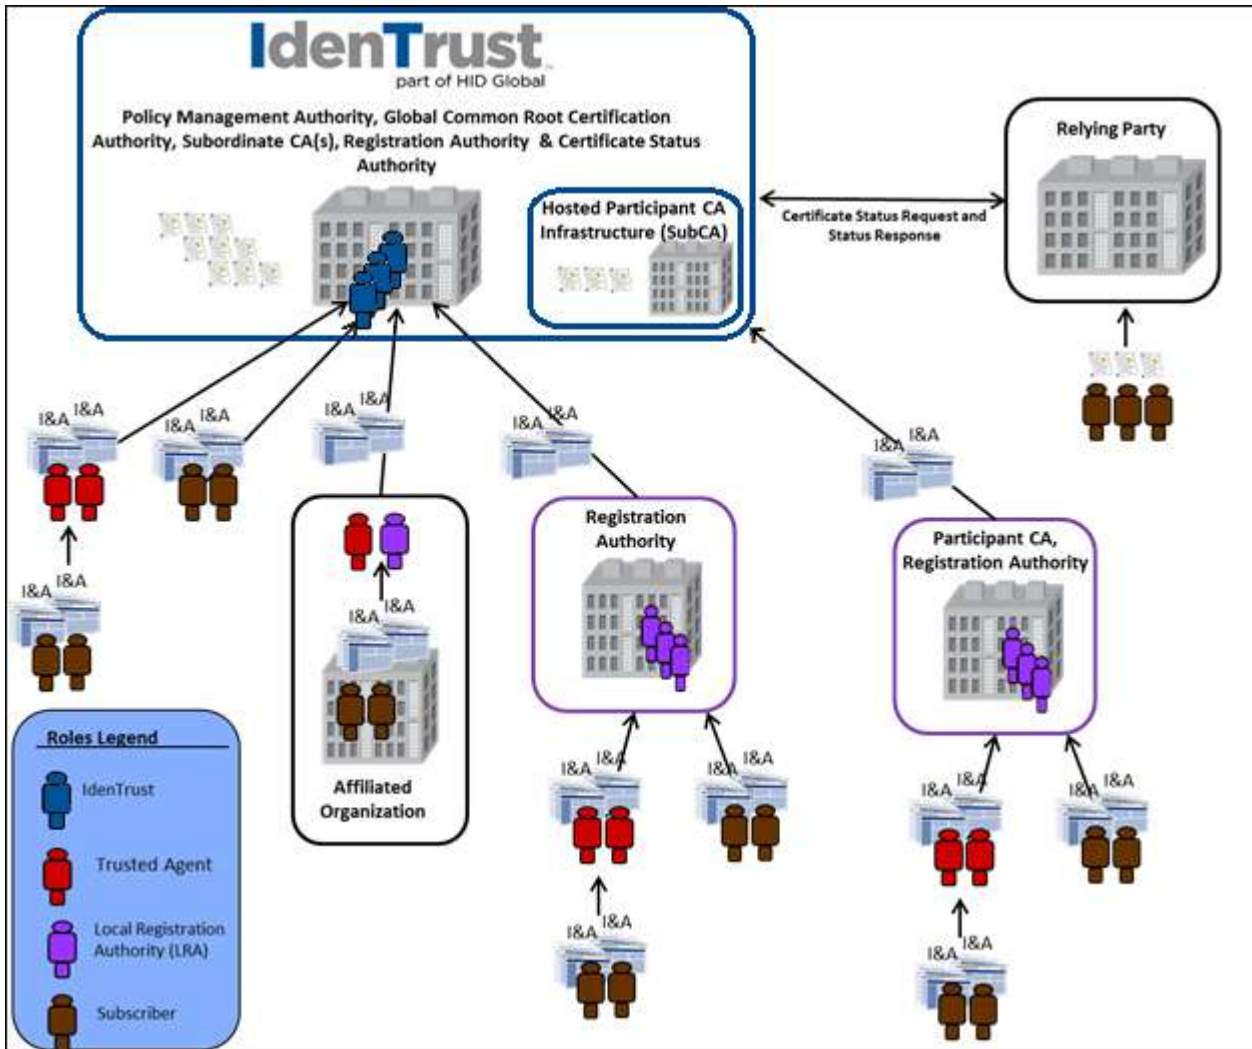 IdenTrust
part of HID Global
Policy Management Authority, Global Common Root Certification
Authority, Subordinate CA(s), Registration Authority & Certificate Status
Authority
Hosted Participant CA
Infrastructure (SubCA)
Certificate Status Request and
Status Response
Relying Party
I&A I&A
I&A I&A
I&A I&A
I&A I&A
I&A I&A
I&A I&A
Registration
Authority
Participant CA,
Registration Authority
I&A I&A
Affiliated
Organization
I&A I&A
I&A I&A
I&A I&A
I&A I&A
I&A I&A
I&A I&A
Roles Legend
IdenTrust
Trusted Agent
Local Registration
Authority (LRA)
Subscriber